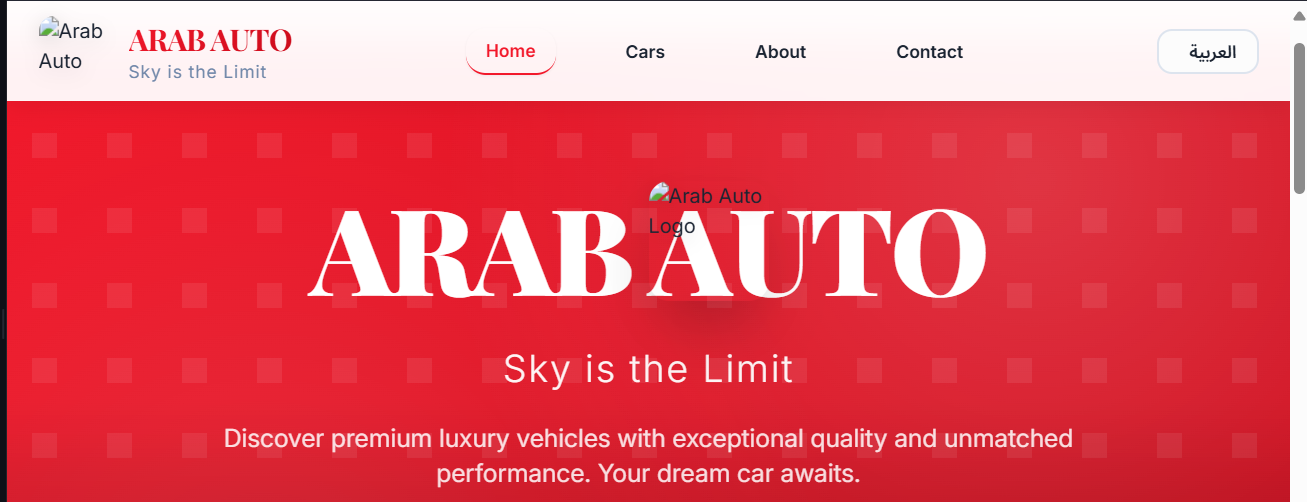 Arab
Auto
ARAB AUTO
Sky is the Limit
Home
Cars
About
Contact
العربية
Arab Auto
Logo
ARAB AUTO
Sky is the Limit
Discover premium luxury vehicles with exceptional quality and unmatched
performance. Your dream car awaits.